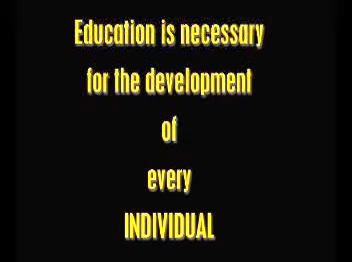 Education is necessary
for the development
of
every
INDIVIDUAL